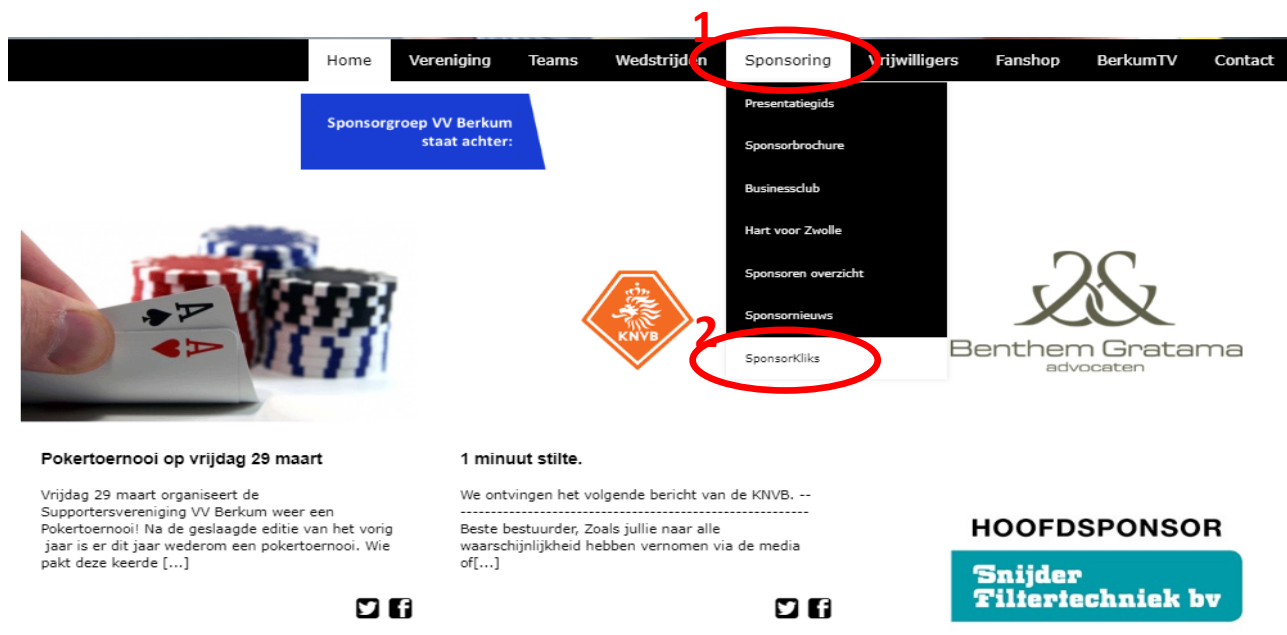 1
Home Vereniging Teams Wedstrijden Sponsoring Vrijwilligers Fanshop BerkumTV Contact
Sponsorgroep VV Berkum
staat achter:
Presentatiegids
Sponsorbrochure
Businessclub
Hart voor Zwolle
Sponsoren overzicht
Sponsornieuws
2
SponsorKliks
KNVB
A
A
Benthem Gratama
advocaten
Pokertoernooi op vrijdag 29 maart
Vrijdag 29 maart organiseert de
Supportersvereniging VV Berkum weer een
Pokertoernooi! Na de geslaagde editie van het vorig
jaar is er dit jaar wederom een pokertoernooi. Wie
pakt deze keerde [...]
1 minuut stilte.
We ontvingen het volgende bericht van de KNVB. --
--------------------------------------------------------
Beste bestuurder, Zoals jullie naar alle
waarschijnlijkheid hebben vernomen via de media
of[...]
HOOFDSPONSOR
Snijder
Filtertechniek bv